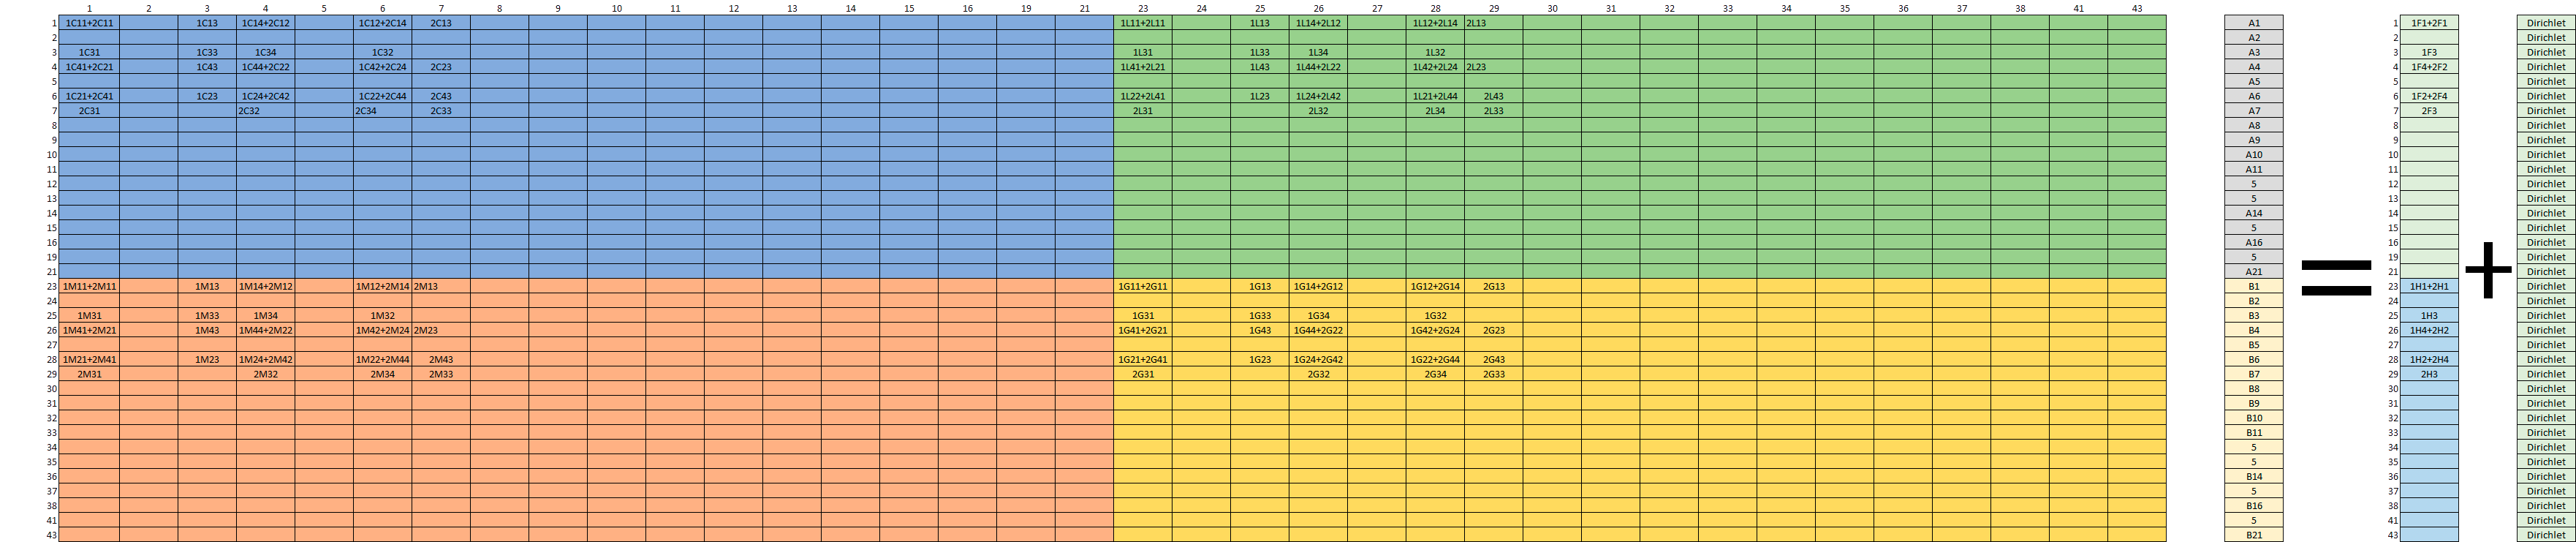 1 2 3 4 5 6 7 8 9 10 11 12 13 14 15 16 19 21 23 24 25 26 27 28 29 30 31 32 33 34 35 36 37 38 41 43
1 1C11+2C11 1C13 1C14+2C12 1C12+2C14 2C13 1L11+2L11 1L13 1L14+2L12 1L12+2L14 2L13 A1 1 1F1+2F1 Dirichlet
2 A2 2 Dirichlet
3 1C31 1C33 1C34 1C32 1L31 1L33 1L34 1L32 A3 3 1F3 Dirichlet
4 1C41+2C21 1C43 1C44+2C22 1C42+2C24 2C23 1L41+2L21 1L43 1L44+2L22 1L42+2L24 2L23 A4 4 1F4+2F2 Dirichlet
5 A5 5 Dirichlet
6 1C21+2C41 1C23 1C24+2C42 1C22+2C44 2C43 1L22+2L41 1L23 1L24+2L42 1L21+2L44 2L43 A6 6 1F2+2F4 Dirichlet
7 2C31 2C32 2C34 2C33 2L31 2L32 2L34 2L33 A7 7 2F3 Dirichlet
8 A8 8 Dirichlet
9 A9 9 Dirichlet
10 A10 10 Dirichlet
11 A11 11 Dirichlet
12 5 12 Dirichlet
13 5 13 Dirichlet
14 A14 14 Dirichlet
15 5 15 Dirichlet
16 A16 16 Dirichlet
19 5 19 Dirichlet
21 A21 = 21 + Dirichlet
23 1M11+2M11 1M13 1M14+2M12 1M12+2M14 2M13 1G11+2G11 1G13 1G14+2G12 1G12+2G14 2G13 B1 23 1H1+2H1 Dirichlet
24 B2 24 Dirichlet
25 1M31 1M33 1M34 1M32 1G31 1G33 1G34 1G32 B3 25 1H3 Dirichlet
26 1M41+2M21 1M43 1M44+2M22 1M42+2M24 2M23 1G41+2G21 1G43 1G44+2G22 1G42+2G24 2G23 B4 26 1H4+2H2 Dirichlet
27 B5 27 Dirichlet
28 1M21+2M41 1M23 1M24+2M42 1M22+2M44 2M43 1G21+2G41 1G23 1G24+2G42 1G22+2G44 2G43 B6 28 1H2+2H4 Dirichlet
29 2M31 2M32 2M34 2M33 2G31 2G32 2G34 2G33 B7 29 2H3 Dirichlet
30 B8 30 Dirichlet
31 B9 31 Dirichlet
32 B10 32 Dirichlet
33 B11 33 Dirichlet
34 5 34 Dirichlet
35 5 35 Dirichlet
36 B14 36 Dirichlet
37 5 37 Dirichlet
38 B16 38 Dirichlet
41 5 41 Dirichlet
43 B21 43 Dirichlet